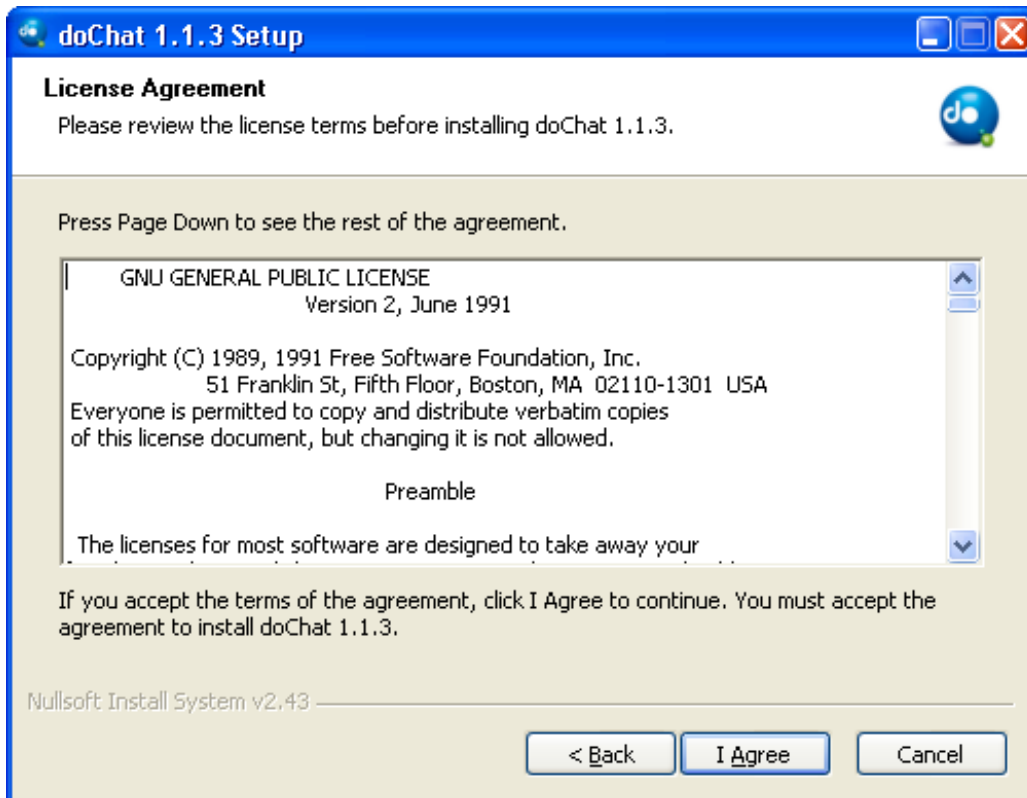 doChat 1.1.3 Setup
License Agreement
Please review the license terms before installing doChat 1.1.3.
do
Press Page Down to see the rest of the agreement.
GNU GENERAL PUBLIC LICENSE
Version 2, June 1991
Copyright (C) 1989, 1991 Free Software Foundation, Inc.
51 Franklin St, Fifth Floor, Boston, MA  02110-1301  USA
Everyone is permitted to copy and distribute verbatim copies
of this license document, but changing it is not allowed.
Preamble
The licenses for most software are designed to take away your
If you accept the terms of the agreement, click I Agree to continue. You must accept the
agreement to install doChat 1.1.3.
Nullsoft Install System v2.43
< Back
I Agree
Cancel